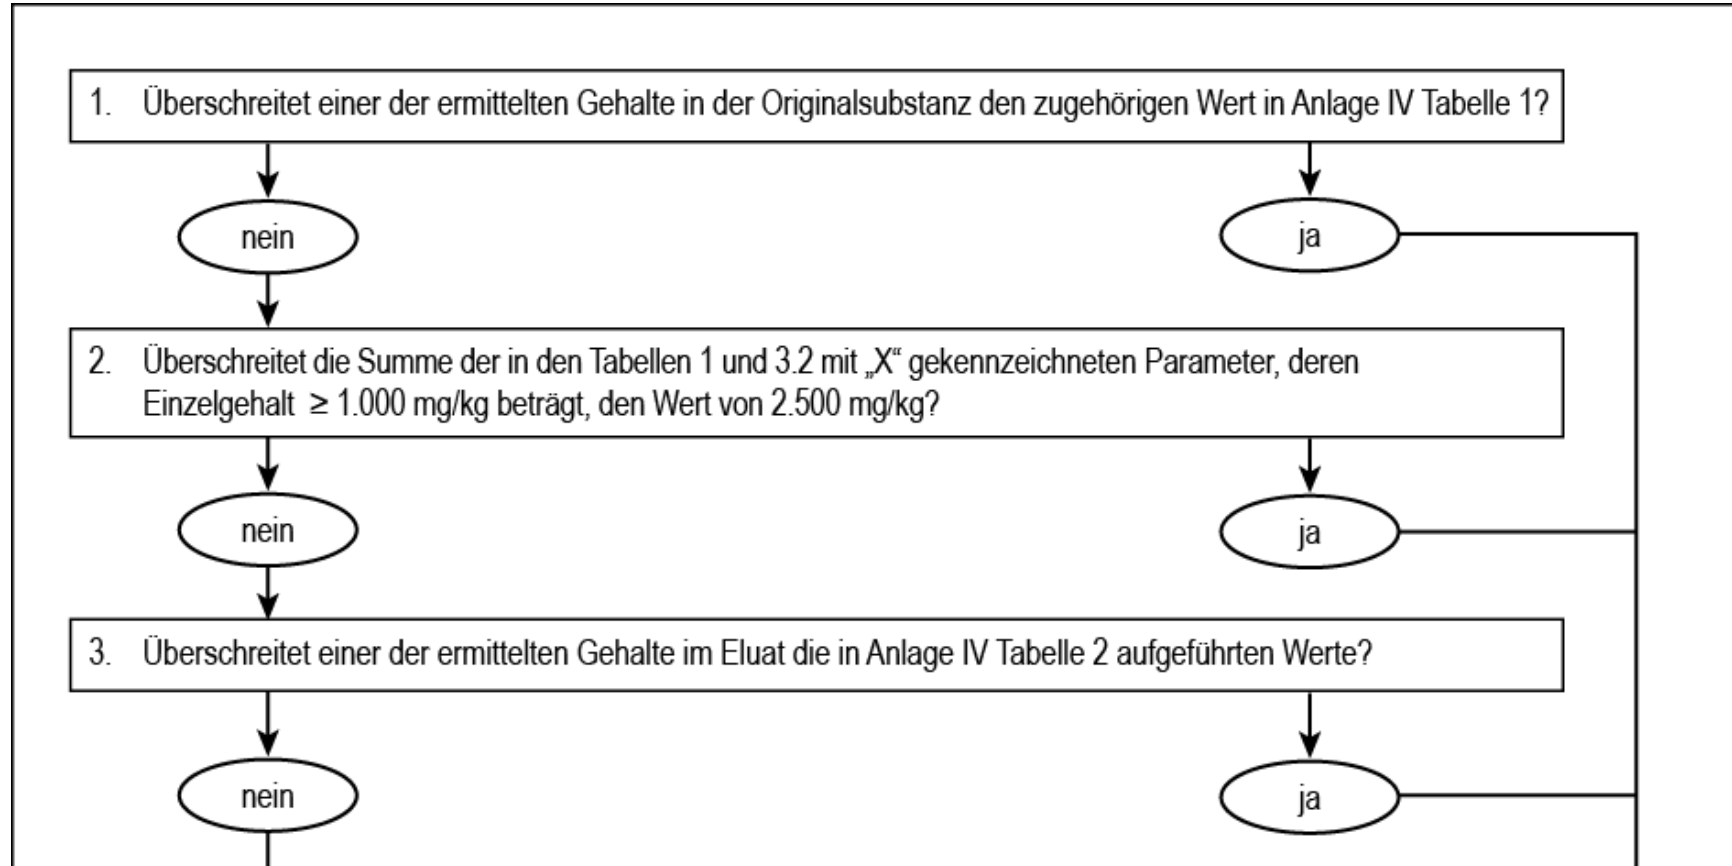 1. Überschreitet einer der ermittelten Gehalte in der Originalsubstanz den zugehörigen Wert in Anlage IV Tabelle 1?
nein
ja
2. Überschreitet die Summe der in den Tabellen 1 und 3.2 mit „X“ gekennzeichneten Parameter, deren
Einzelgehalt ≥ 1.000 mg/kg beträgt, den Wert von 2.500 mg/kg?
nein
ja
3. Überschreitet einer der ermittelten Gehalte im Eluat die in Anlage IV Tabelle 2 aufgeführten Werte?
nein
ja